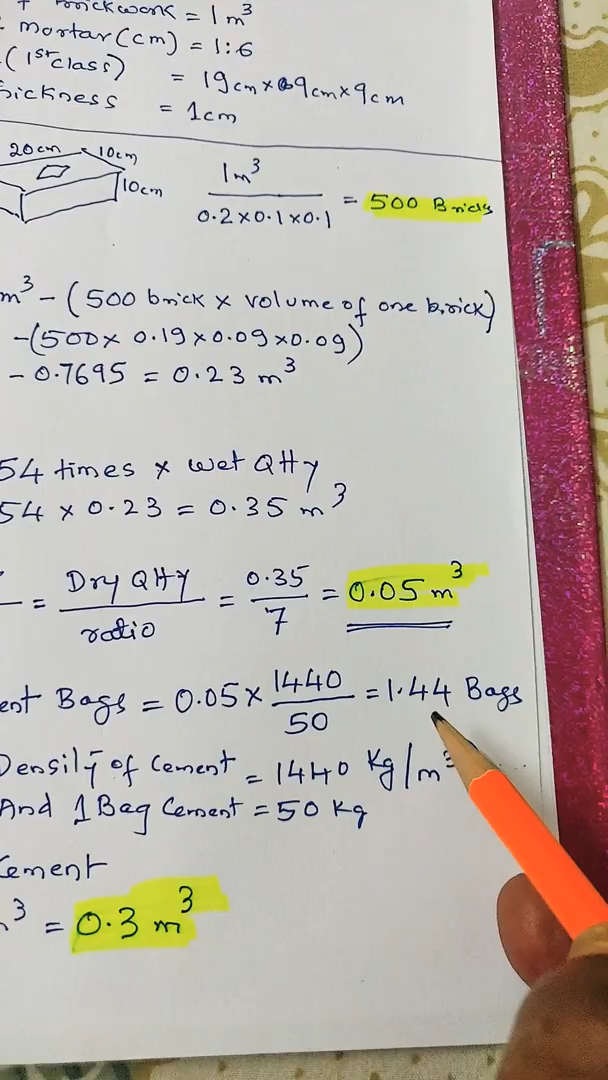 Brickwork = 1 m³
mortar (cm) = 1:6
(1st class) = 19cm x 9cm x 9cm
= 1cm
20cm 10cm
10cm
1m³ / 0.2 x 0.1 x 0.1 = 500 Bricks
m³ - (500 brick x volume of one brick)
- (500 x 0.19 x 0.09 x 0.09)
- 0.7695 = 0.23 m³
54 times x wet QTY
54 x 0.23 = 0.35 m³
= Dry QTY / ratio = 0.35 / 7 = 0.05 m³
Bags = 0.05 x 1440 / 50 = 1.44 Bags
Density of cement = 1440 Kg/m³
And 1 Bag Cement = 50 Kg
Cement
m³ = 0.3 m³